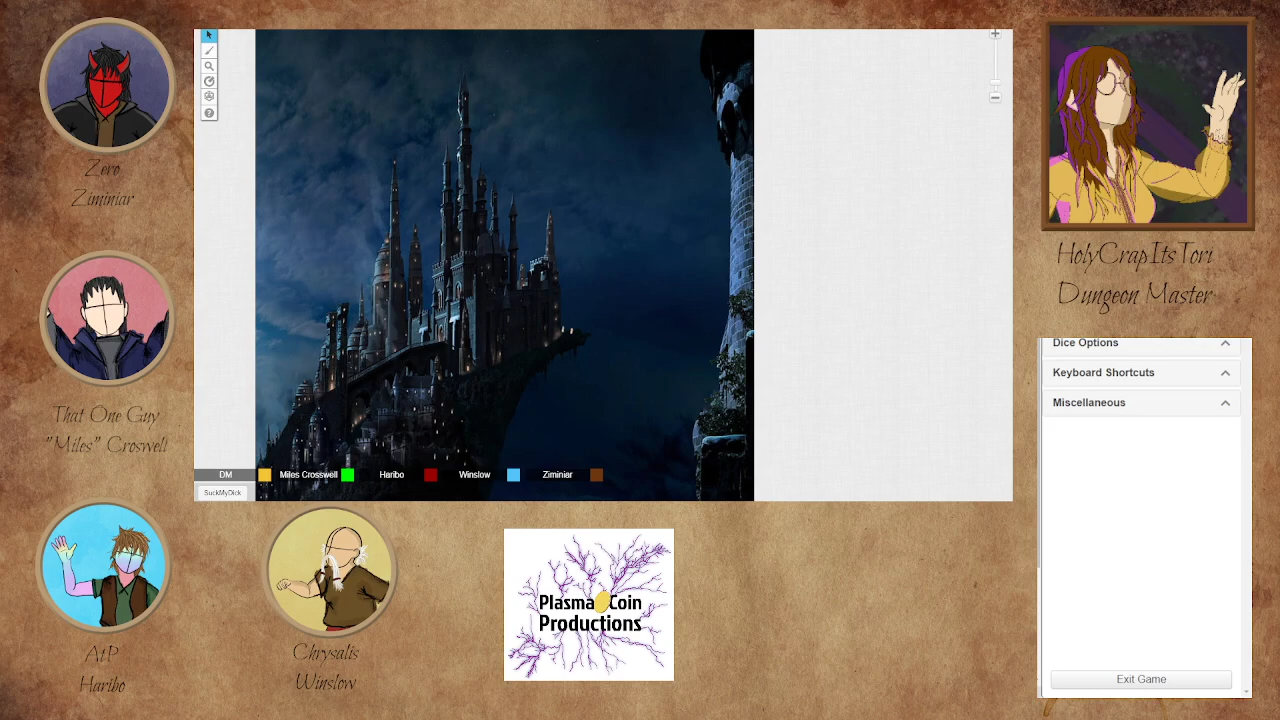 Zero
Ziminiar
That One Guy
"Miles" Croswell
AtP
Haribo
Chrysalis
Winslow
DM
Miles Crosswell
Haribo
Winslow
Ziminiar
SuckMyDick
Plasma Coin
Productions
HolyCrapItsTori
Dungeon Master
Dice Options
Keyboard Shortcuts
Miscellaneous
Exit Game